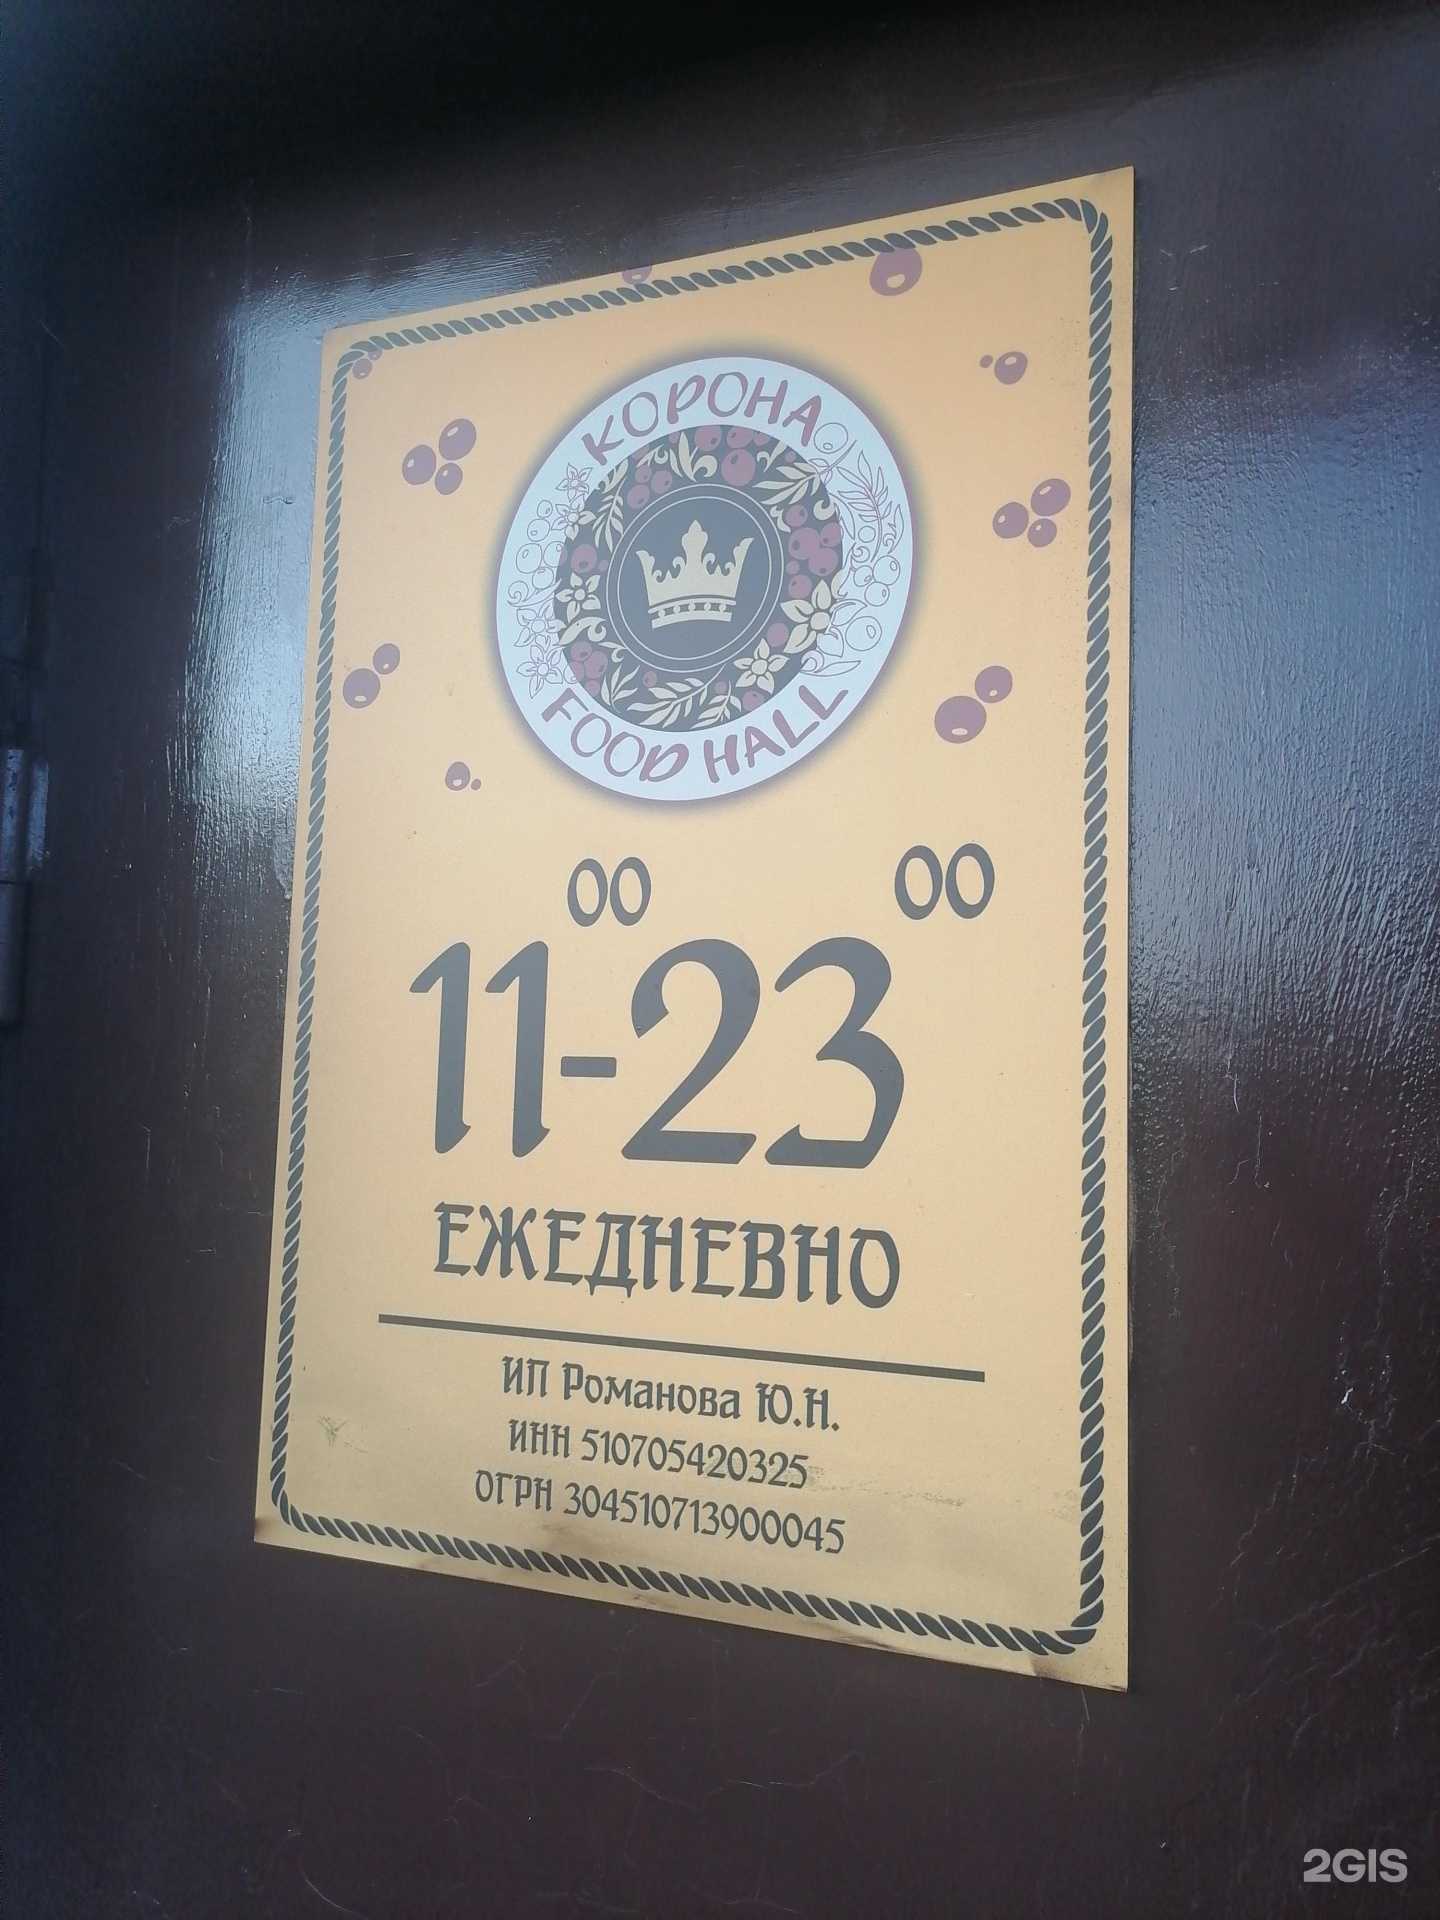 КОРОНА
FOOD HALL
00 00
11-23
ЕЖЕДНЕВНО
ИП Романова Ю.Н.
ИНН 510705420325
ОГРН 304510713900045
2GIS